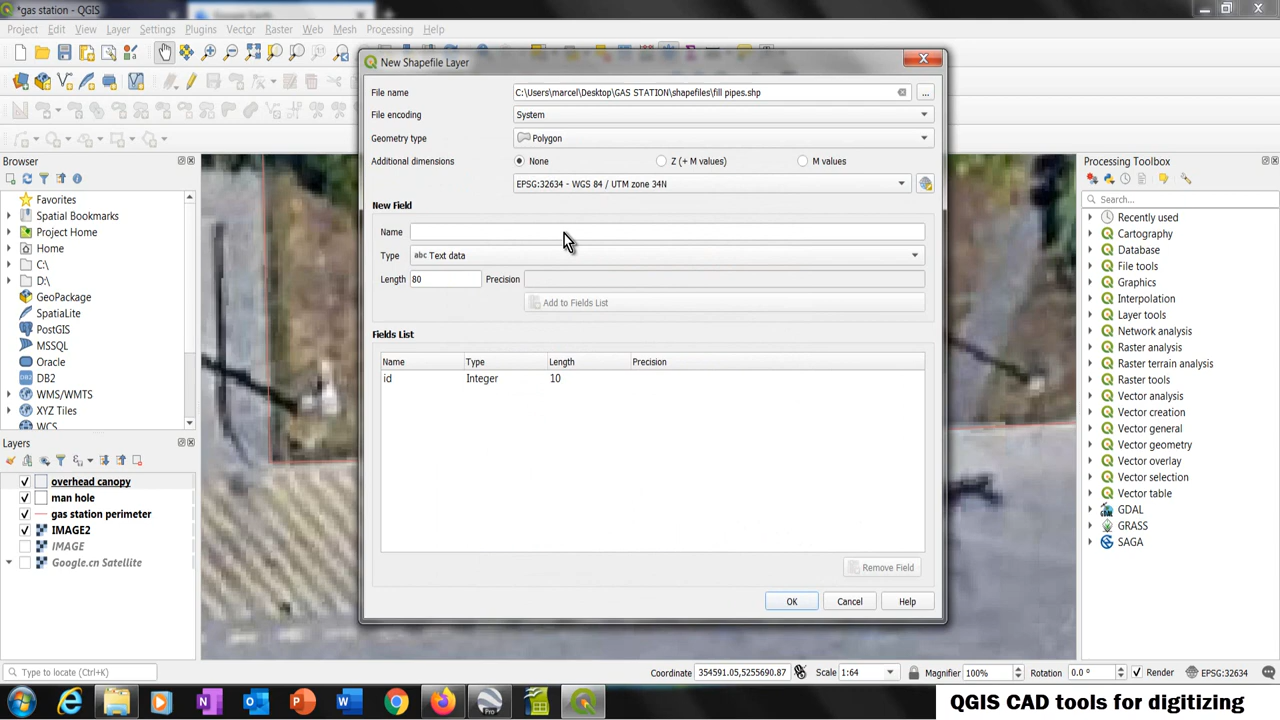 *gas station - QGIS
Project Edit View Layer Settings Plugins Vector Raster Web Mesh Processing Help
New Shapefile Layer
File name C:\Users\marcel\Desktop\GAS STATION\shapefiles\fill pipes.shp ...
File encoding System
Geometry type Polygon
Additional dimensions None Z (+ M values) M values
EPSG:32634 - WGS 84 / UTM zone 34N
New Field
Name
Type abc Text data
Length 80 Precision
Add to Fields List
Fields List
Name Type Length Precision
id Integer 10
Remove Field
OK Cancel Help
Browser
Favorites
Spatial Bookmarks
Project Home
Home
C:\
D:\
GeoPackage
SpatiaLite
PostGIS
MSSQL
Oracle
DB2
WMS/WMTS
XYZ Tiles
WCS
Layers
overhead canopy
man hole
gas station perimeter
IMAGE2
IMAGE
Google.cn Satellite
Processing Toolbox
Search...
Recently used
Cartography
Database
File tools
Graphics
Interpolation
Layer tools
Network analysis
Raster analysis
Raster terrain analysis
Raster tools
Vector analysis
Vector creation
Vector general
Vector geometry
Vector overlay
Vector selection
Vector table
GDAL
GRASS
SAGA
Type to locate (Ctrl+K) Coordinate 354591.05,5255690.87 Scale 1:64 Magnifier 100% Rotation 0.0 ° Render EPSG:32634
Pro
QGIS CAD tools for digitizing